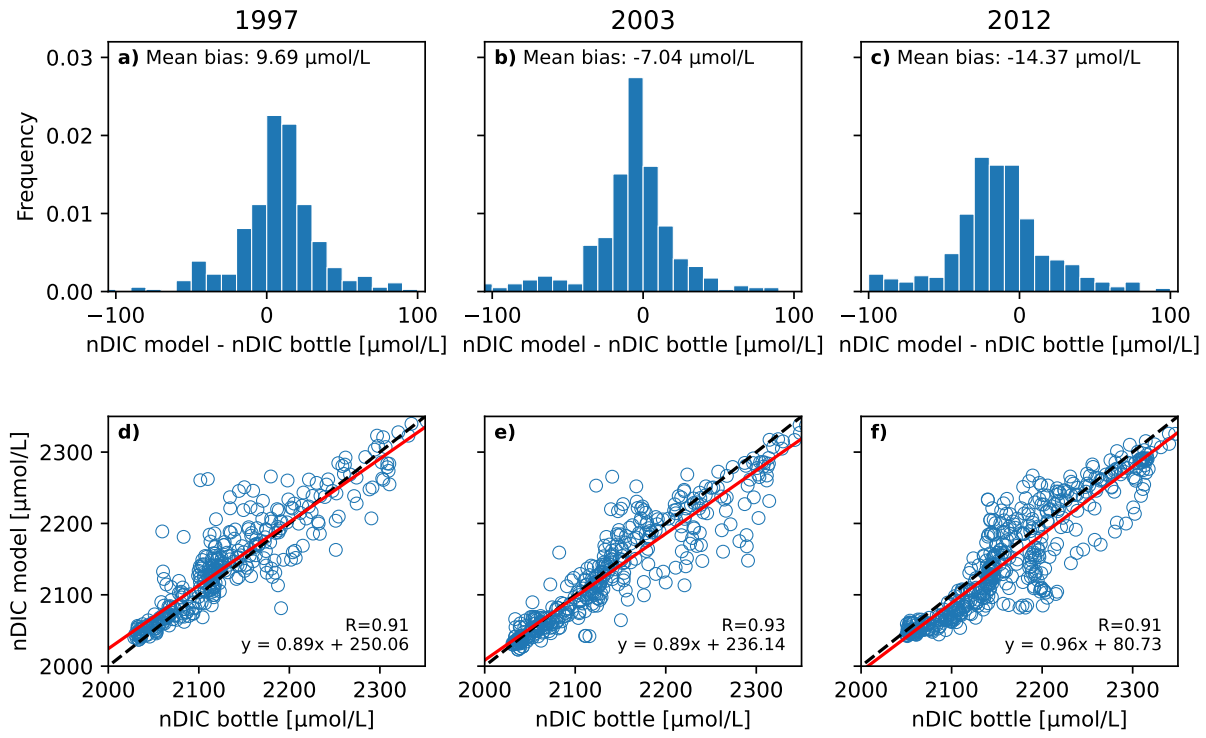 1997
2003
2012
a) Mean bias: 9.69 µmol/L
b) Mean bias: -7.04 µmol/L
c) Mean bias: -14.37 µmol/L
Frequency
0.03
0.02
0.01
0.00
−100
0
100
−100
0
100
−100
0
100
nDIC model - nDIC bottle [µmol/L]
nDIC model - nDIC bottle [µmol/L]
nDIC model - nDIC bottle [µmol/L]
d)
e)
f)
nDIC model [µmol/L]
2300
2200
2100
2000
R=0.91
y = 0.89x + 250.06
R=0.93
y = 0.89x + 236.14
R=0.91
y = 0.96x + 80.73
2000
2100
2200
2300
2000
2100
2200
2300
2000
2100
2200
2300
nDIC bottle [µmol/L]
nDIC bottle [µmol/L]
nDIC bottle [µmol/L]